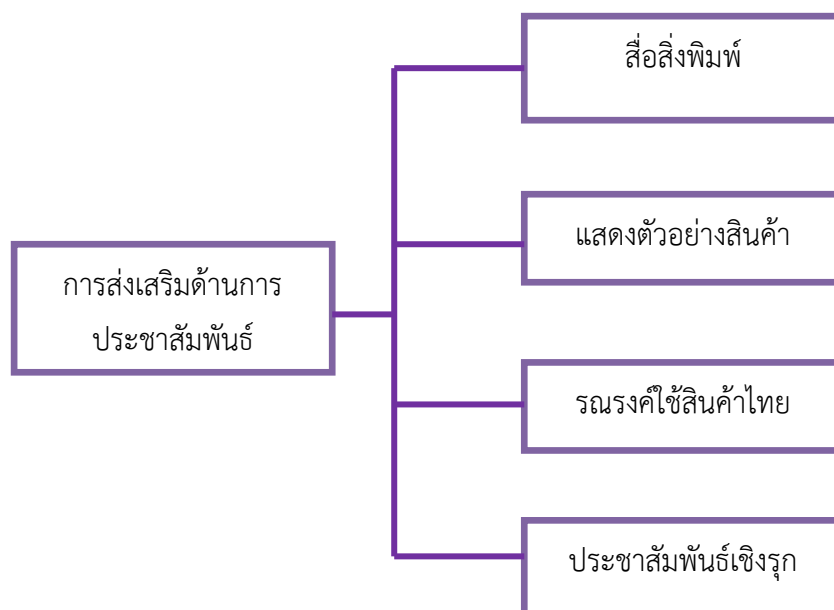 สื่อสิ่งพิมพ์
แสดงตัวอย่างสินค้า
การส่งเสริมด้านการ
ประชาสัมพันธ์
รณรงค์ใช้สินค้าไทย
ประชาสัมพันธ์เชิงรุก